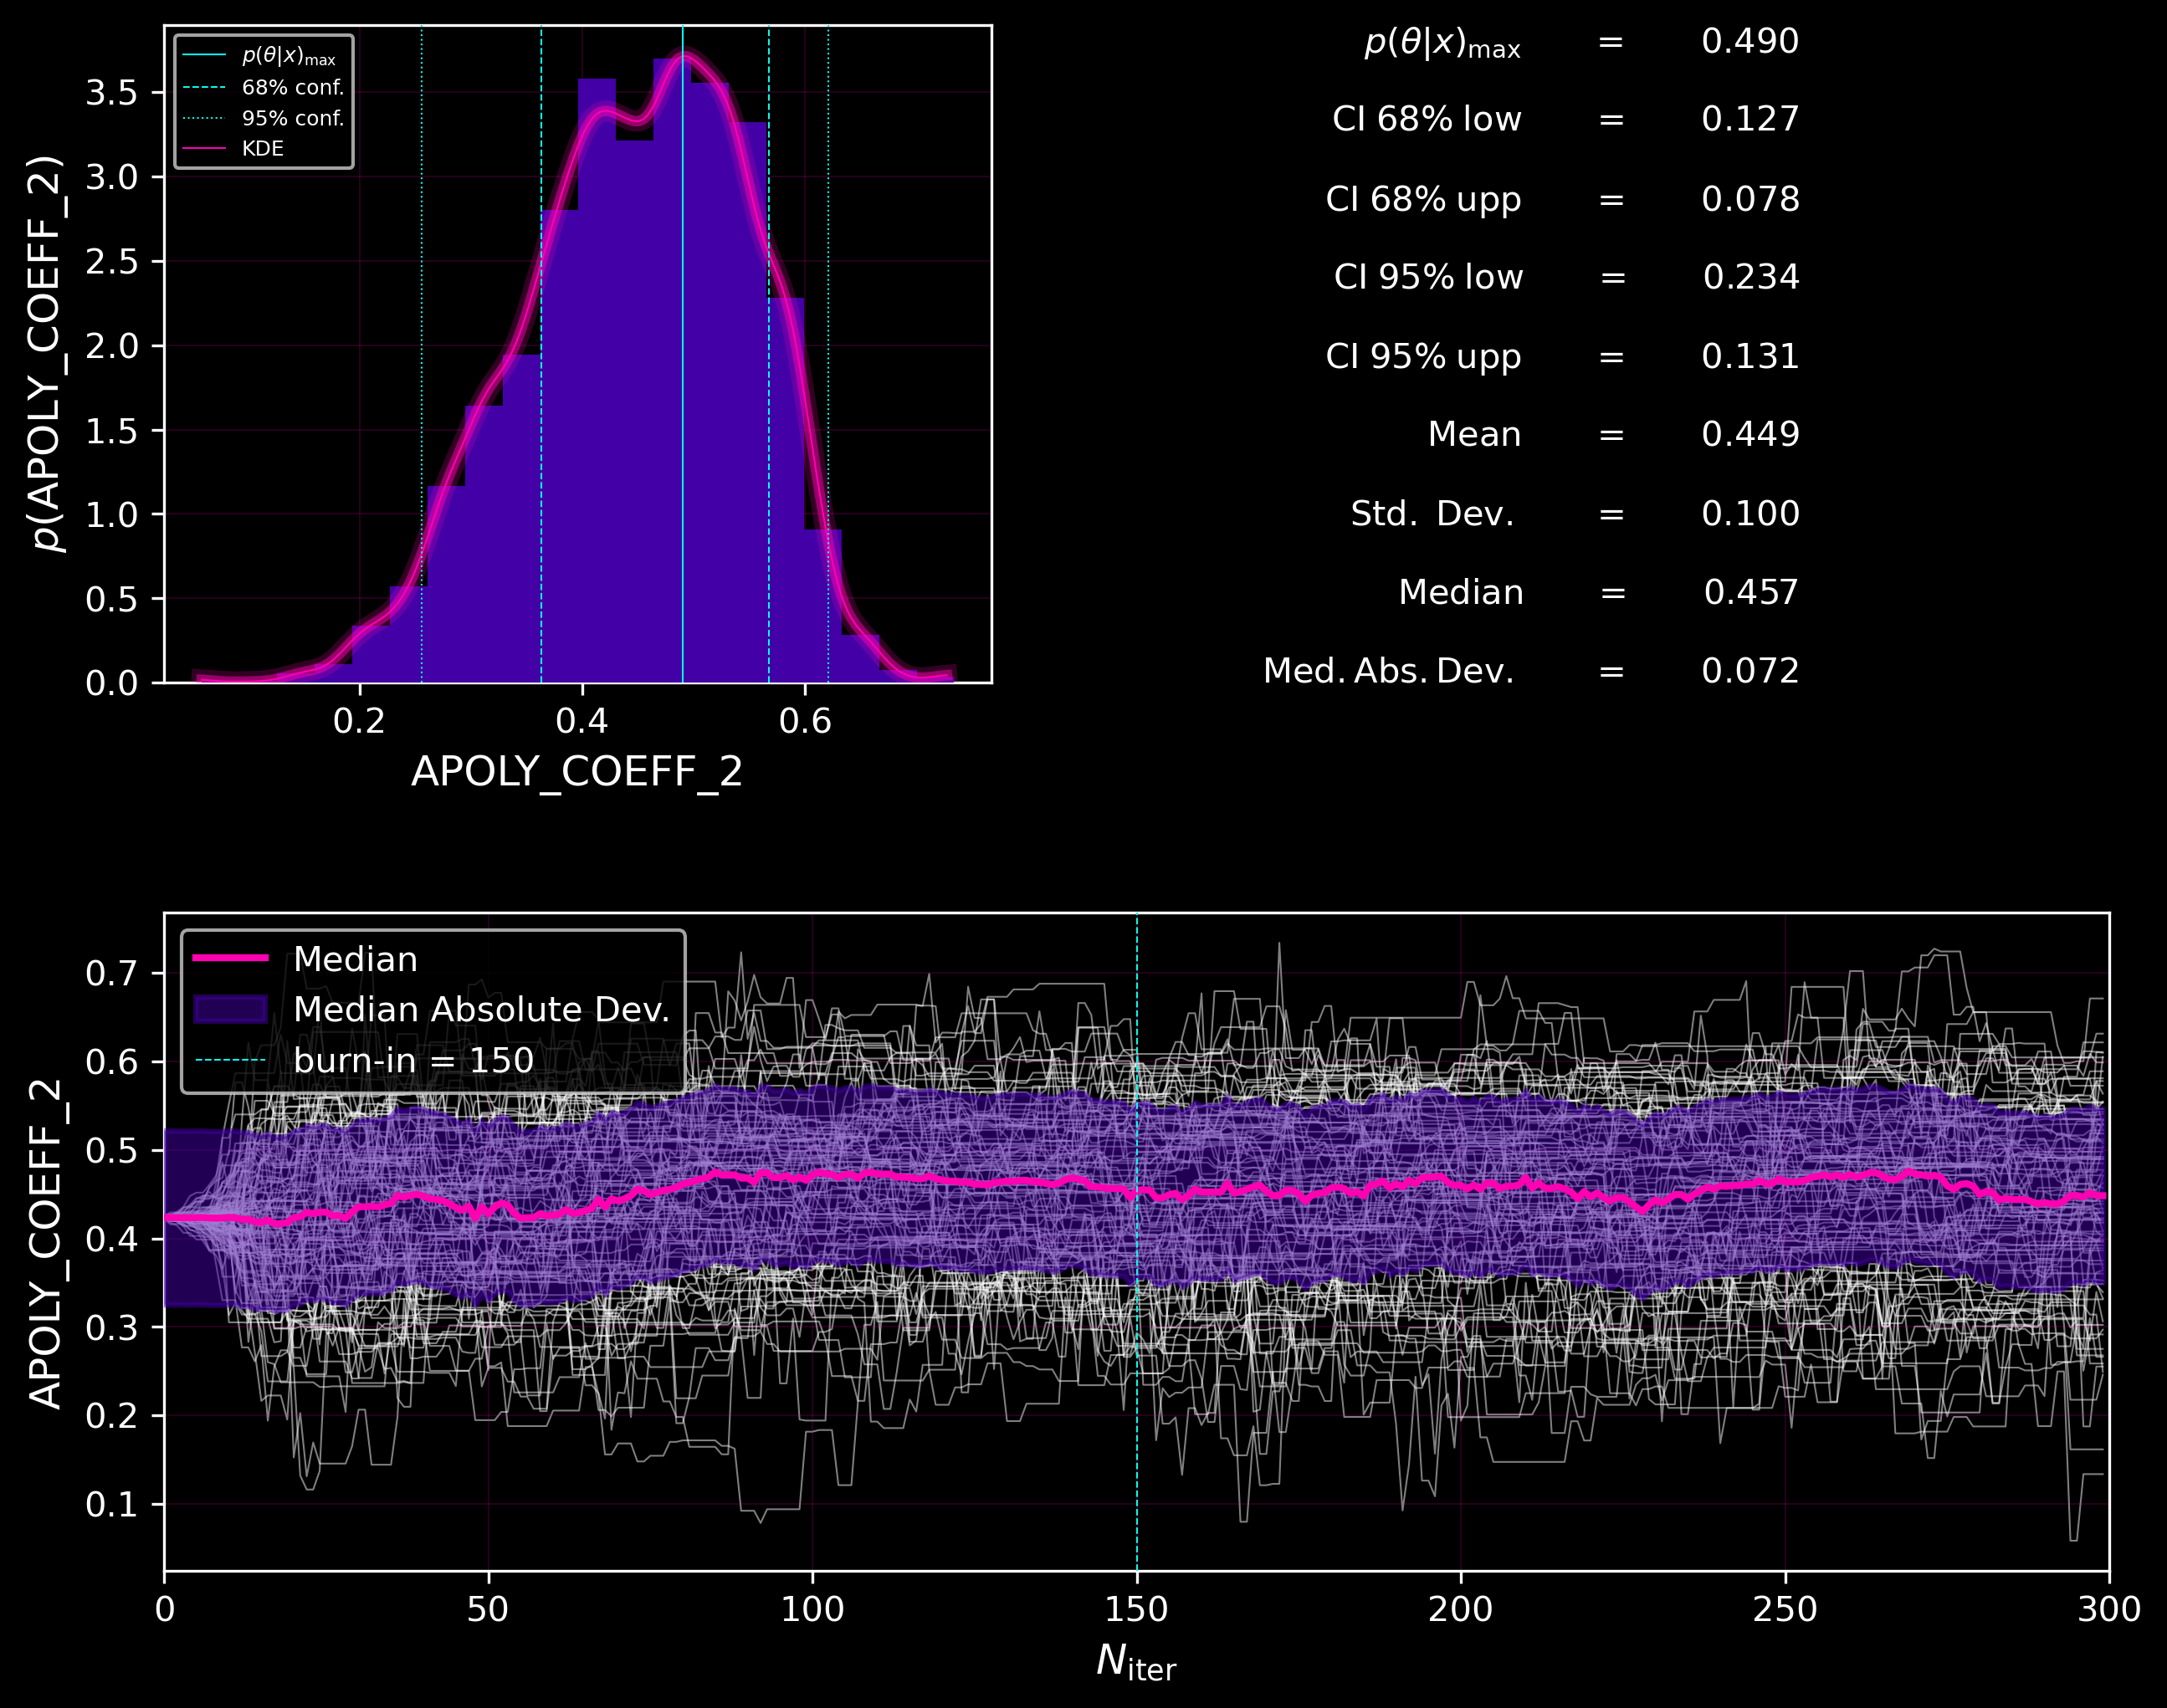 p(θ|x)max
68% conf.
95% conf.
KDE
3.5
3.0
2.5
2.0
1.5
1.0
0.5
0.0
p(APOLY_COEFF_2)
0.2 0.4 0.6
APOLY_COEFF_2
p(θ|x)max = 0.490
CI 68% low = 0.127
CI 68% upp = 0.078
CI 95% low = 0.234
CI 95% upp = 0.131
Mean = 0.449
Std. Dev. = 0.100
Median = 0.457
Med. Abs. Dev. = 0.072
Median
Median Absolute Dev.
burn-in = 150
0.7
0.6
0.5
0.4
0.3
0.2
0.1
APOLY_COEFF_2
0 50 100 150 200 250 300
Niter